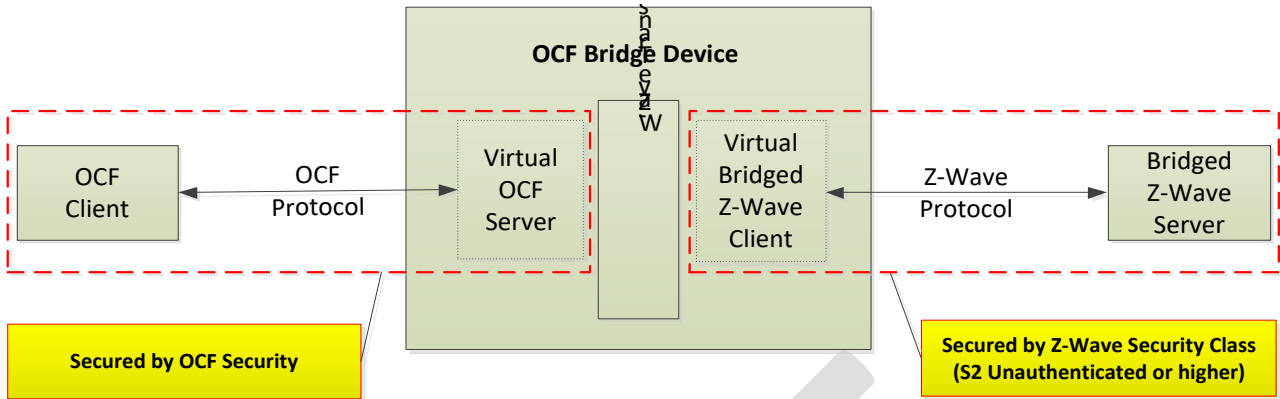 OCF Bridge Device
OCF
Client
OCF
Protocol
Virtual
OCF
Server
Virtual
Bridged
Z-Wave
Client
Z-Wave
Protocol
Bridged
Z-Wave
Server
Secured by OCF Security
Secured by Z-Wave Security Class
(S2 Unauthenticated or higher)